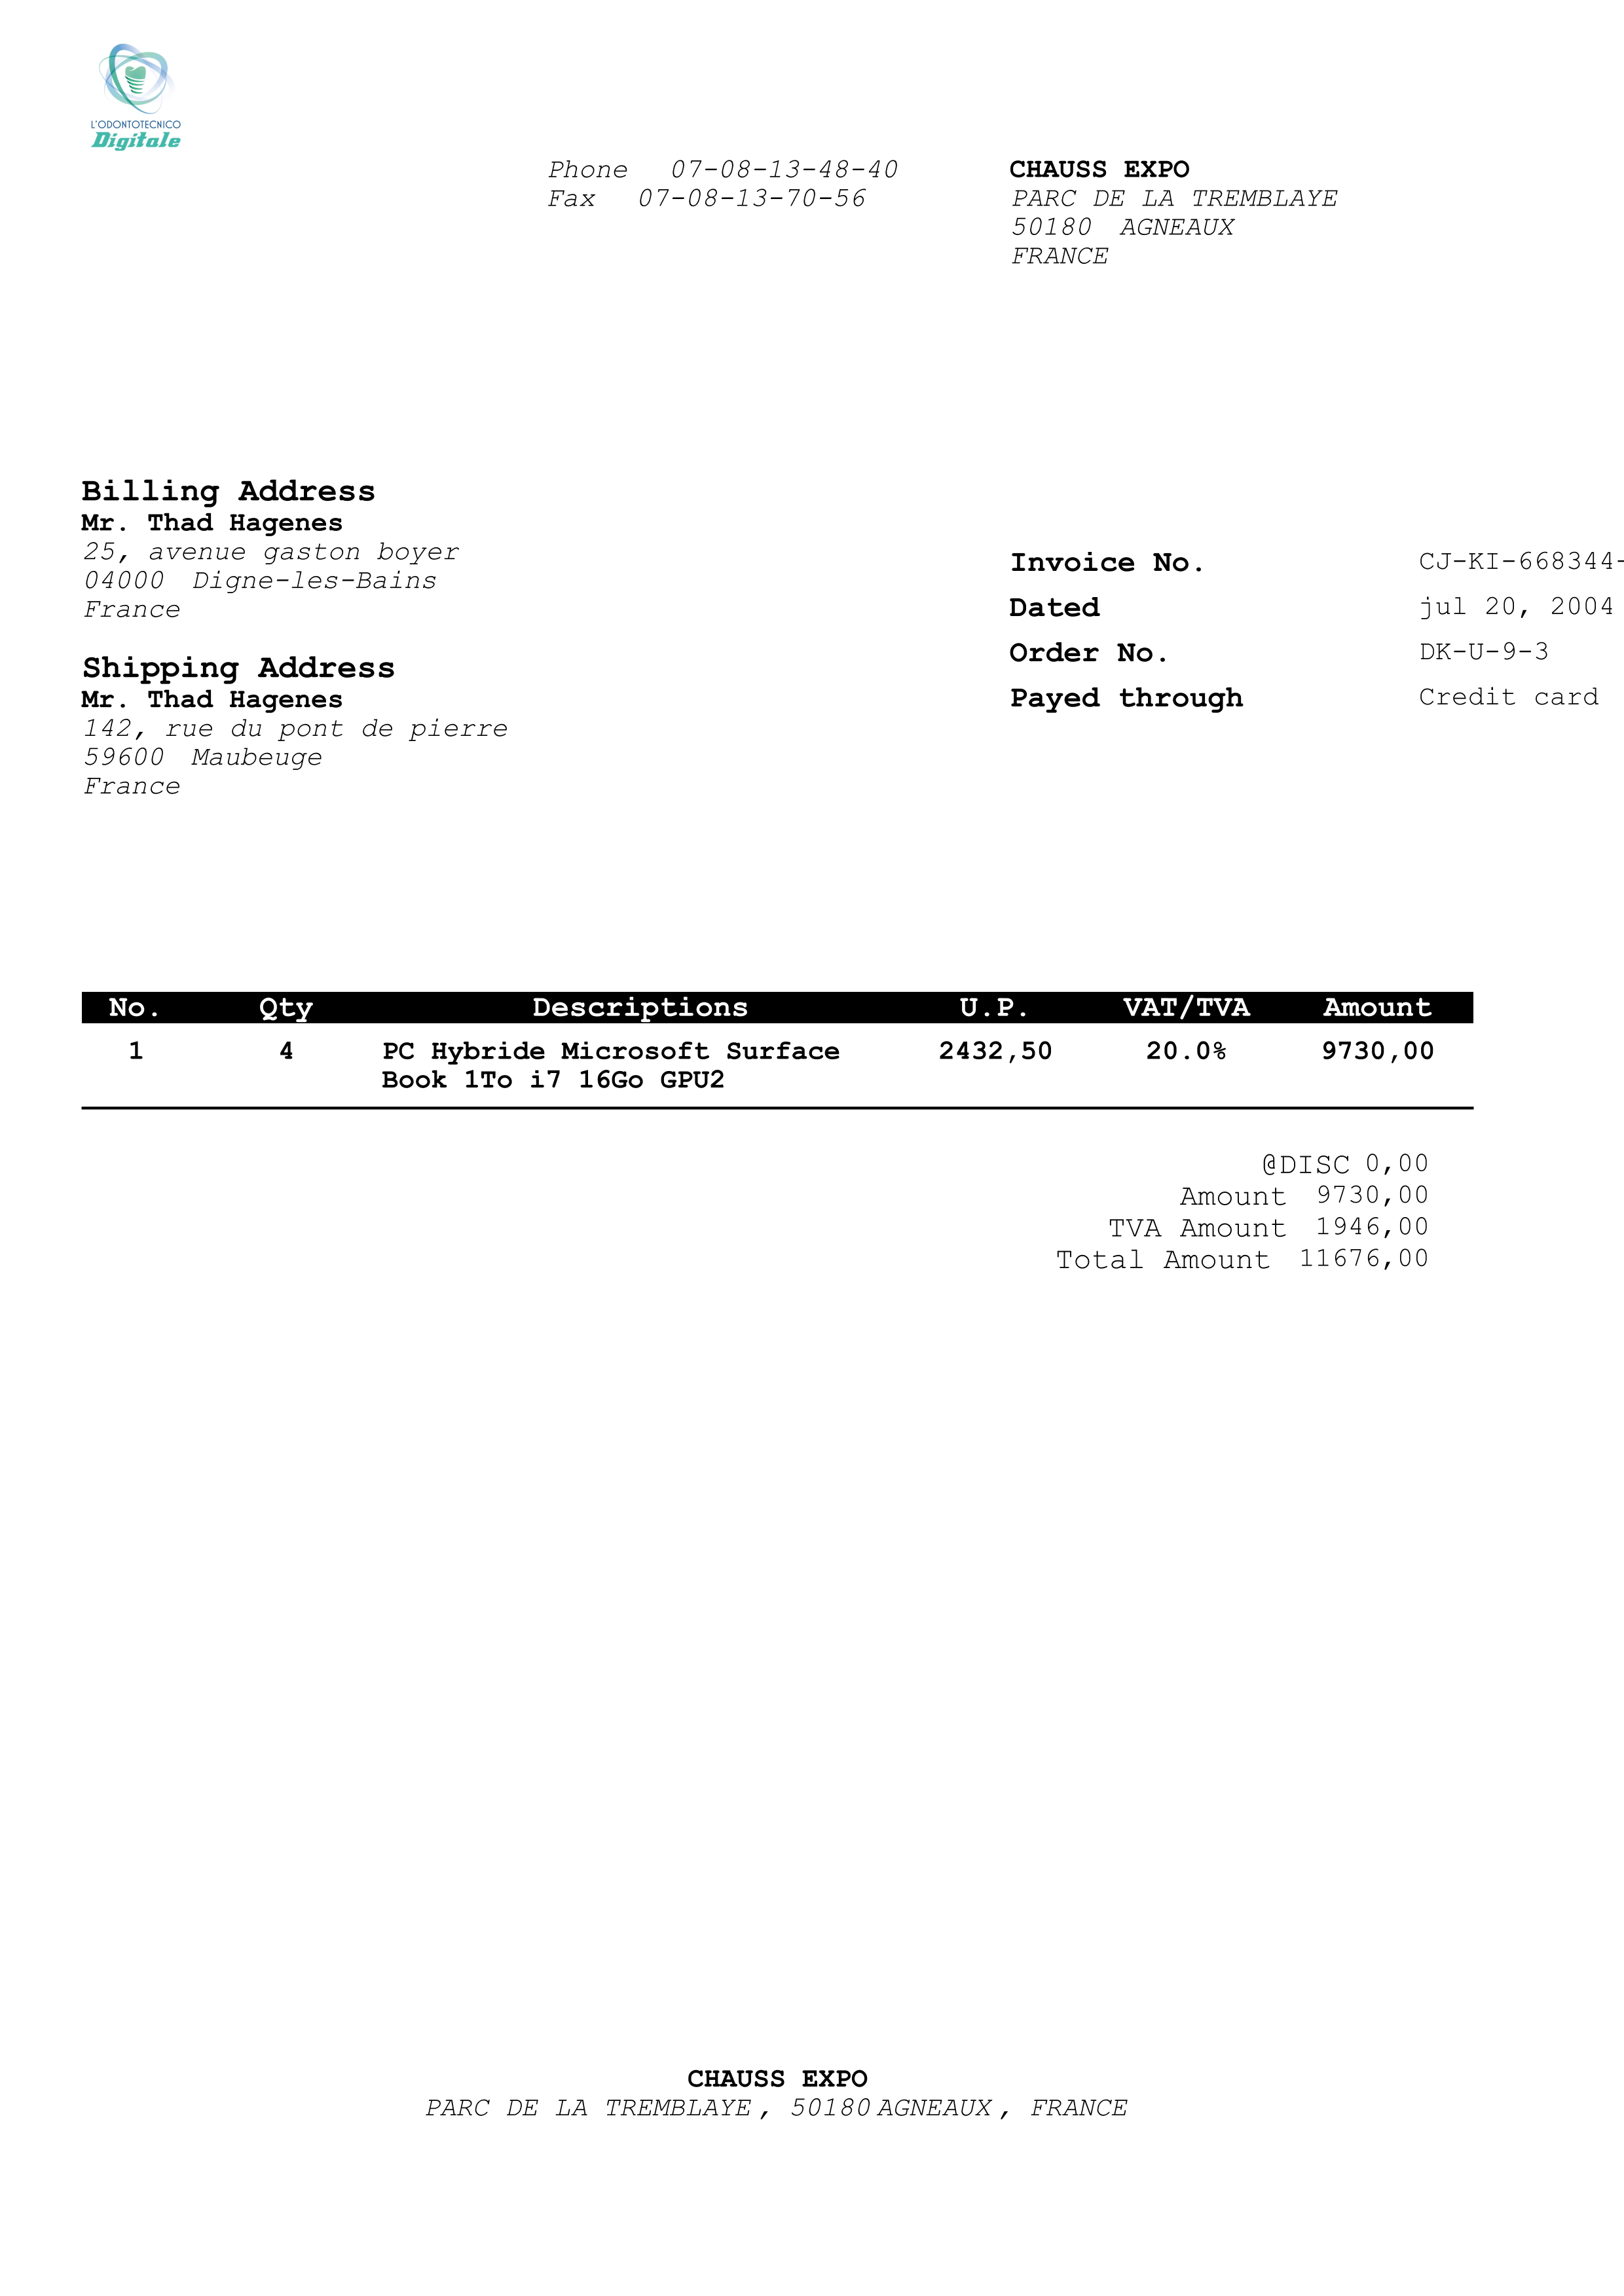 L'ODONTOTECNICO
Digitale
Phone 07-08-13-48-40
Fax 07-08-13-70-56
CHAUSS EXPO
PARC DE LA TREMBLAYE
50180 AGNEAUX
FRANCE
Billing Address
Mr. Thad Hagenes
25, avenue gaston boyer
04000 Digne-les-Bains
France
Shipping Address
Mr. Thad Hagenes
142, rue du pont de pierre
59600 Maubeuge
France
Invoice No. CJ-KI-668344-
Dated jul 20, 2004
Order No. DK-U-9-3
Payed through Credit card
No. Qty Descriptions U.P. VAT/TVA Amount
1 4 PC Hybride Microsoft Surface 2432,50 20.0% 9730,00
Book 1To i7 16Go GPU2
@DISC 0,00
Amount 9730,00
TVA Amount 1946,00
Total Amount 11676,00
CHAUSS EXPO
PARC DE LA TREMBLAYE, 50180 AGNEAUX, FRANCE